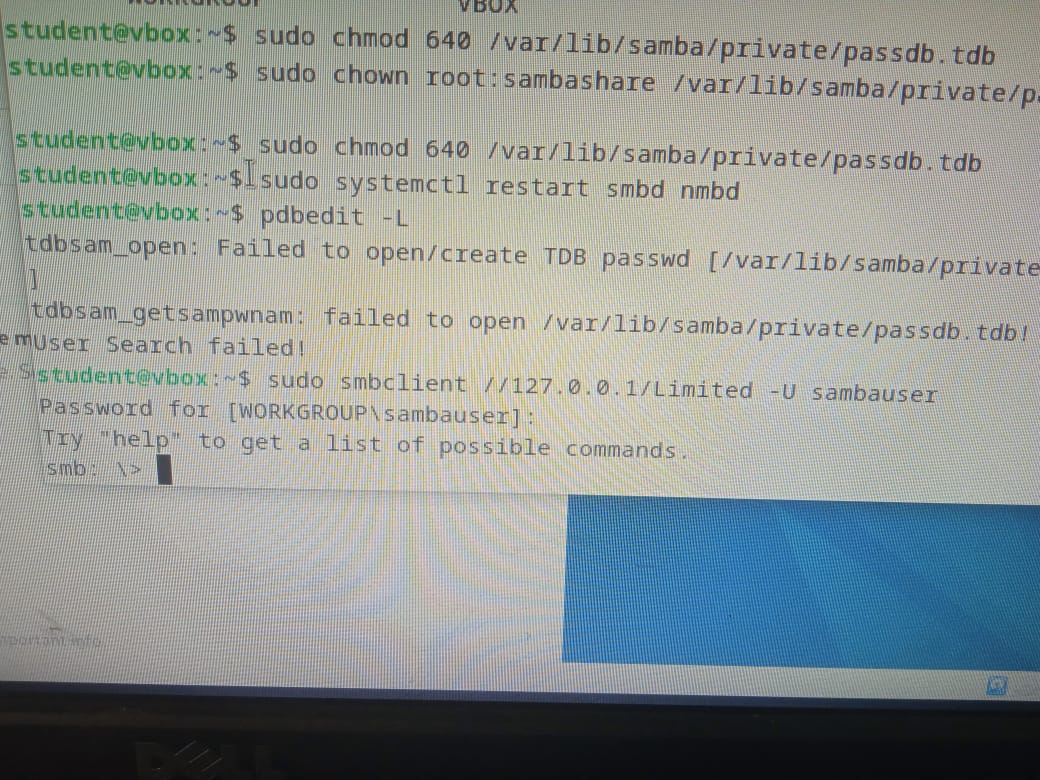 VBOX
student@vbox:~$ sudo chmod 640 /var/lib/samba/private/passdb.tdb
student@vbox:~$ sudo chown root:sambashare /var/lib/samba/private/pa
student@vbox:~$ sudo chmod 640 /var/lib/samba/private/passdb.tdb
student@vbox:~$ sudo systemctl restart smbd nmbd
student@vbox:~$ pdbedit -L
tdbsam_open: Failed to open/create TDB passwd [/var/lib/samba/private
]
tdbsam_getsampwnam: failed to open /var/lib/samba/private/passdb.tdb!
User Search failed!
student@vbox:~$ sudo smbclient //127.0.0.1/Limited -U sambauser
Password for [WORKGROUP\sambauser]:
Try "help" to get a list of possible commands.
smb: \>
DELL